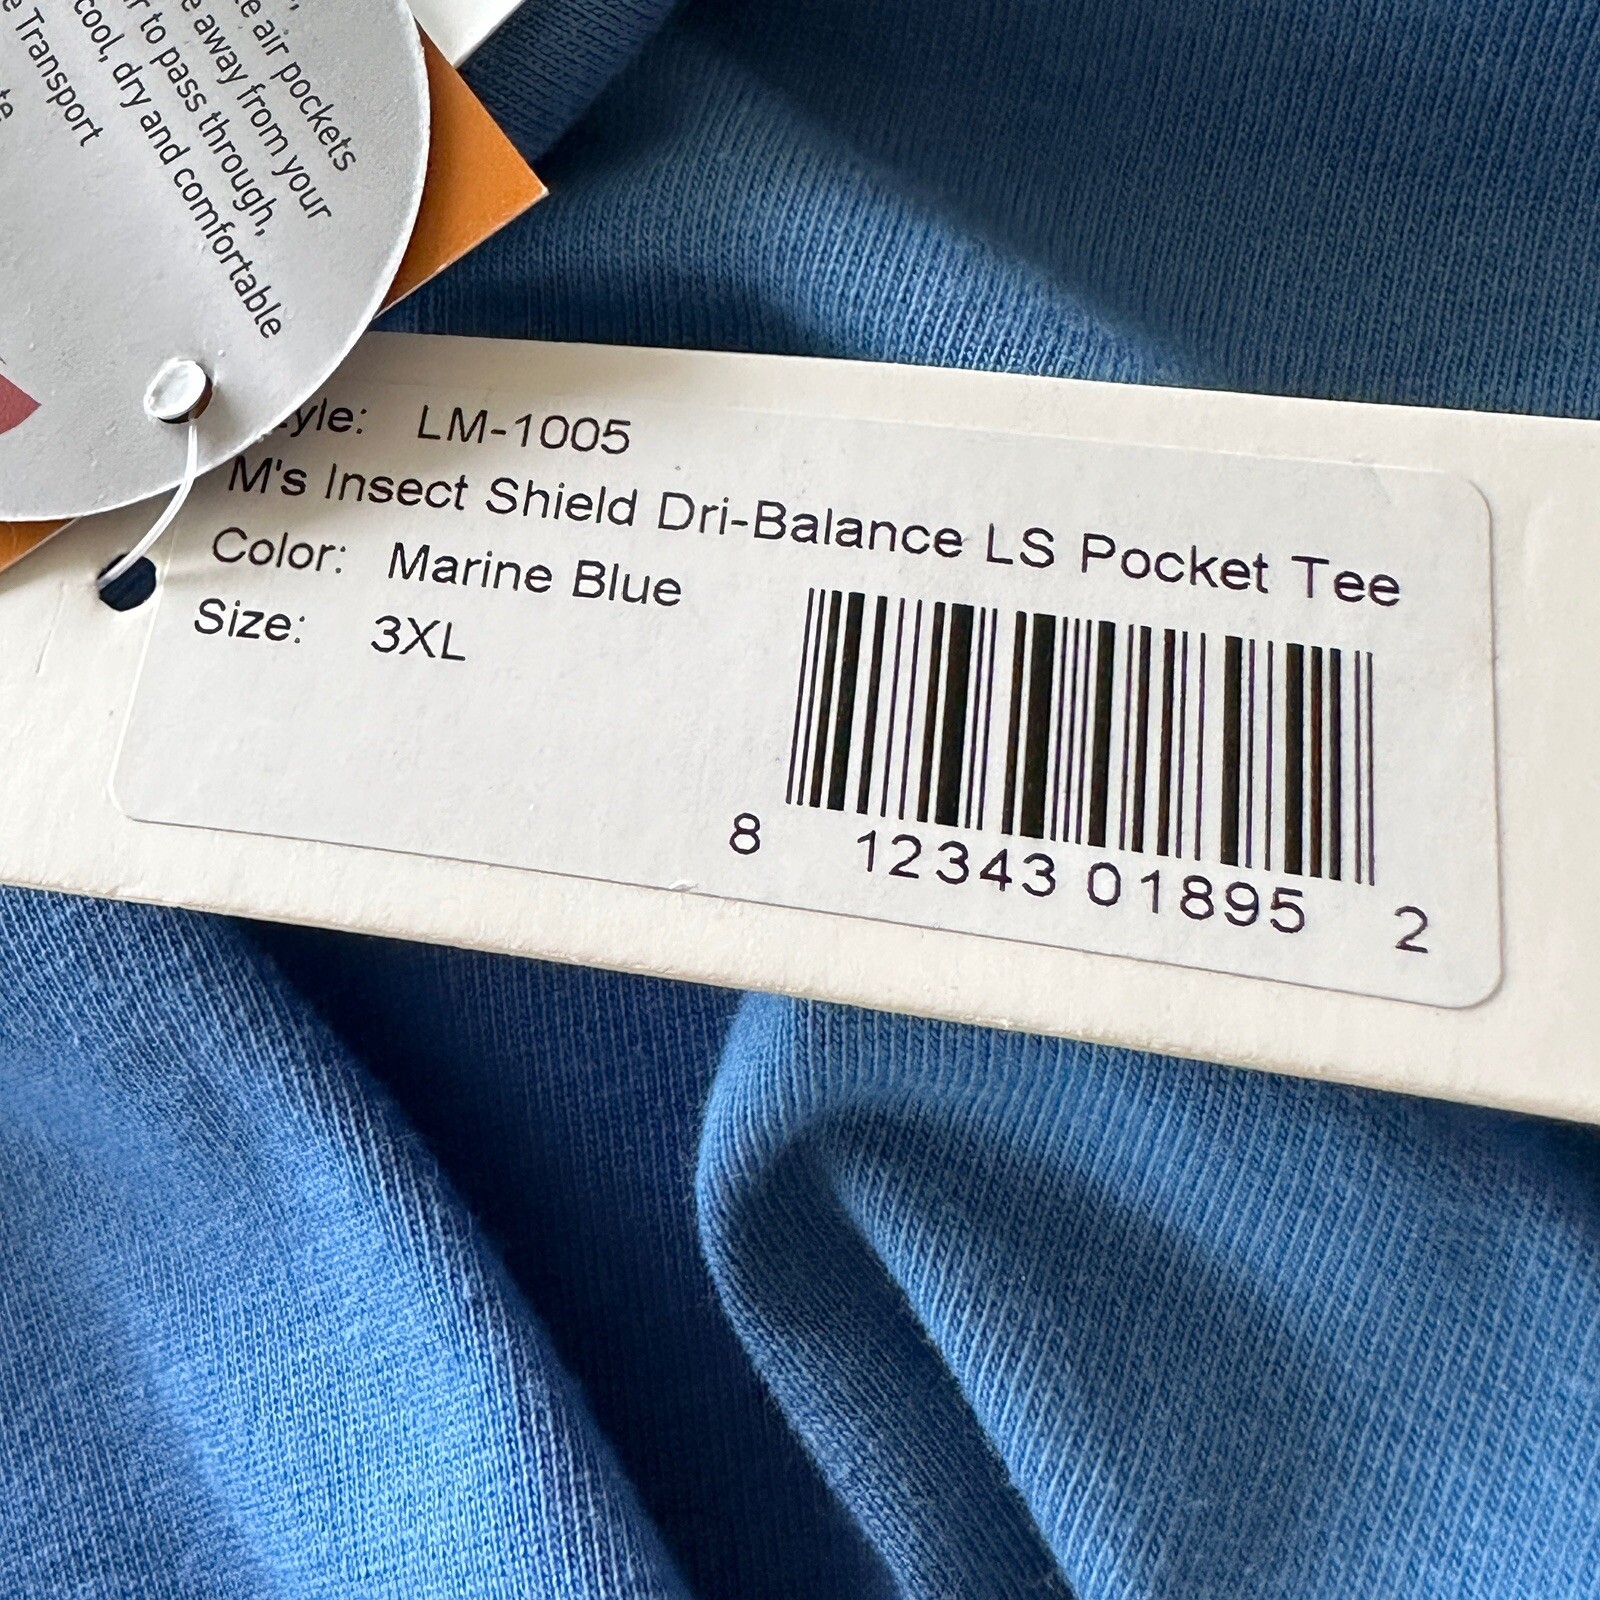 air pockets
away from your
to pass through,
cool, dry and comfortable
Transport
LM-1005
M's Insect Shield Dri-Balance LS Pocket Tee
Color: Marine Blue
Size: 3XL
8 12343 01895 2